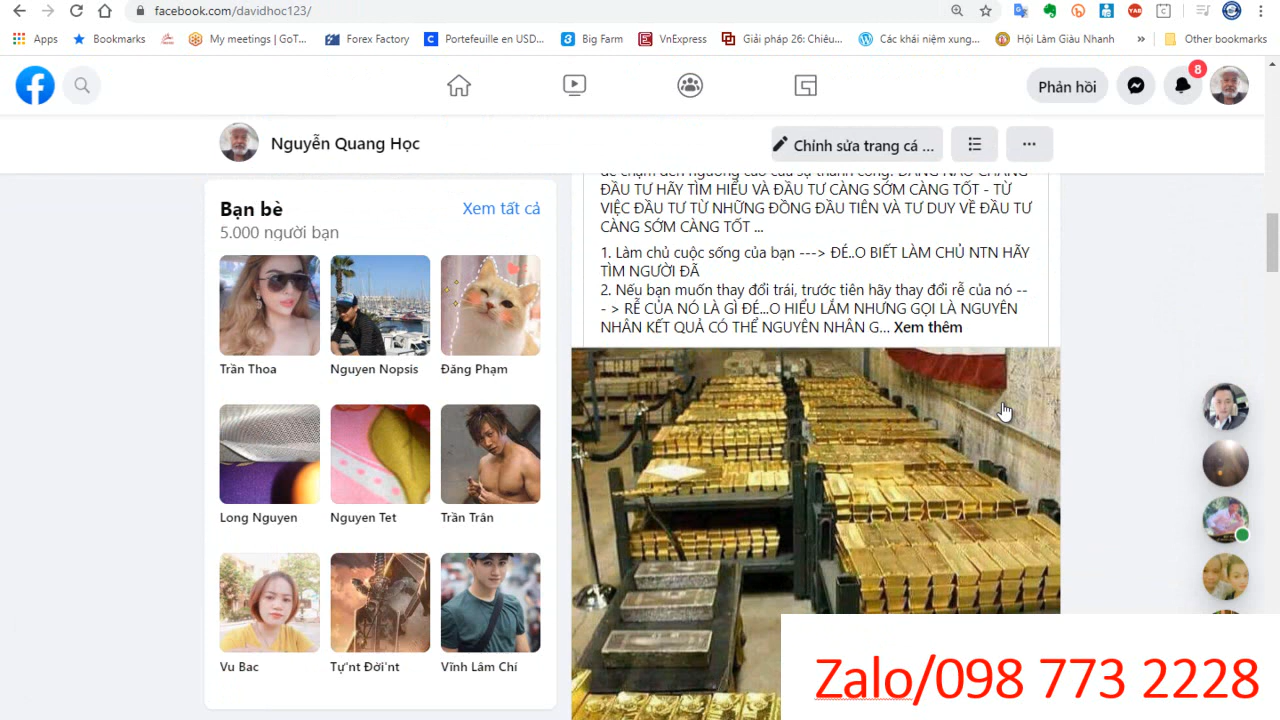 facebook.com/davidhoc123/
Apps
Bookmarks
My meetings | GoT...
Forex Factory
Portefeuille en USD...
Big Farm
VnExpress
Giải pháp 26: Chiêu...
Các khái niệm xung...
Hội Làm Giàu Nhanh
»
Other bookmarks
Phản hồi
8
Nguyễn Quang Học
Chỉnh sửa trang cá ...
Bạn bè
Xem tất cả
5.000 người bạn
Trần Thoa
Nguyen Nopsis
Đăng Phạm
Long Nguyen
Nguyen Tet
Trần Trân
Vu Bac
Tự'nt Đới'nt
Vĩnh Lâm Chí
ĐẦU TƯ HÃY TÌM HIỂU VÀ ĐẦU TƯ CÀNG SỚM CÀNG TỐT - TỪ
VIỆC ĐẦU TƯ TỪ NHỮNG ĐỒNG ĐẦU TIÊN VÀ TƯ DUY VỀ ĐẦU TƯ
CÀNG SỚM CÀNG TỐT ...
1. Làm chủ cuộc sống của bạn ---> ĐÉ..O BIẾT LÀM CHỦ NTN HÃY
TÌM NGƯỜI ĐÃ
2. Nếu bạn muốn thay đổi trái, trước tiên hãy thay đổi rễ của nó --
- > RỄ CỦA NÓ LÀ GÌ ĐÉ...O HIỂU LẮM NHƯNG GỌI LÀ NGUYÊN
NHÂN KẾT QUẢ CÓ THỂ NGUYÊN NHÂN G... Xem thêm
Zalo/098 773 2228